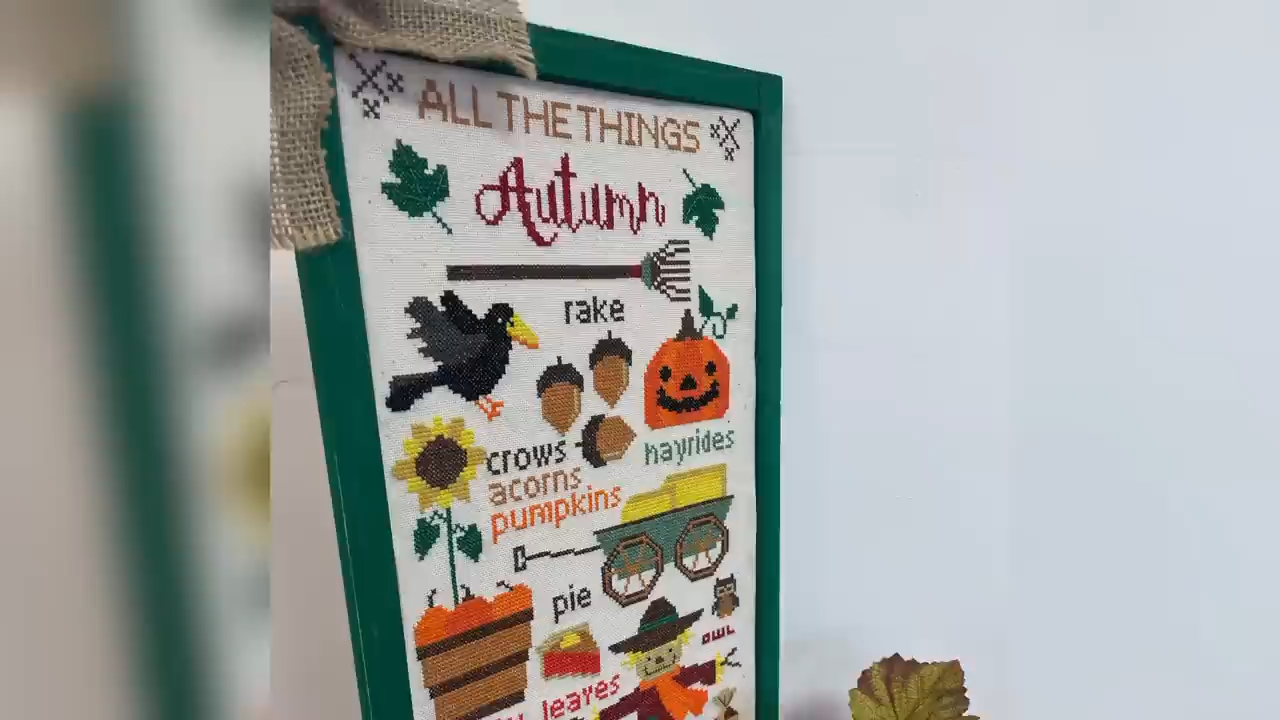 ALL THE THINGS
Autumn
rake
crows
hayrides
acorns
pumpkins
pie
owl
leaves